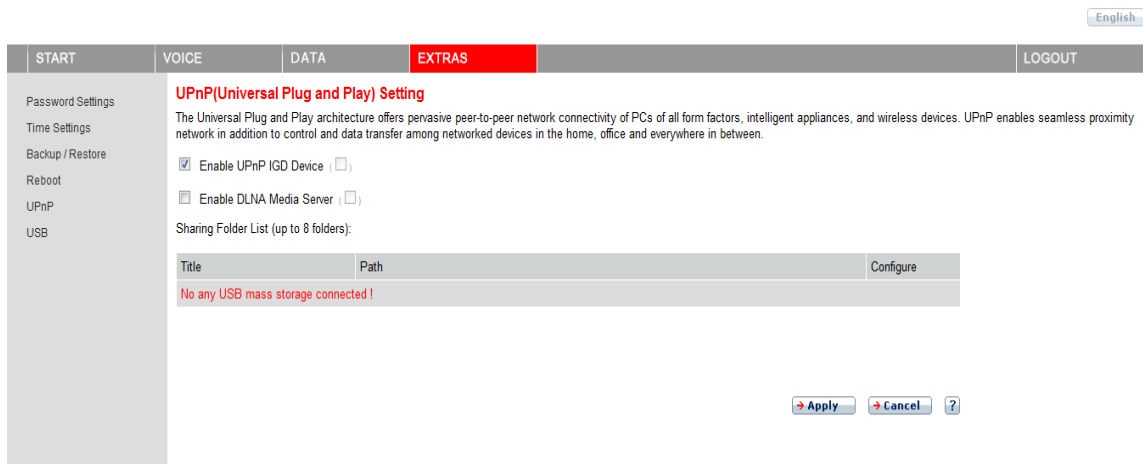 English
START VOICE DATA EXTRAS LOGOUT
Password Settings
Time Settings
Backup / Restore
Reboot
UPnP
USB
UPnP(Universal Plug and Play) Setting
The Universal Plug and Play architecture offers pervasive peer-to-peer network connectivity of PCs of all form factors, intelligent appliances, and wireless devices. UPnP enables seamless proximity
network in addition to control and data transfer among networked devices in the home, office and everywhere in between.
Enable UPnP IGD Device ( )
Enable DLNA Media Server ( )
Sharing Folder List (up to 8 folders):
Title Path Configure
No any USB mass storage connected !
Apply Cancel ?